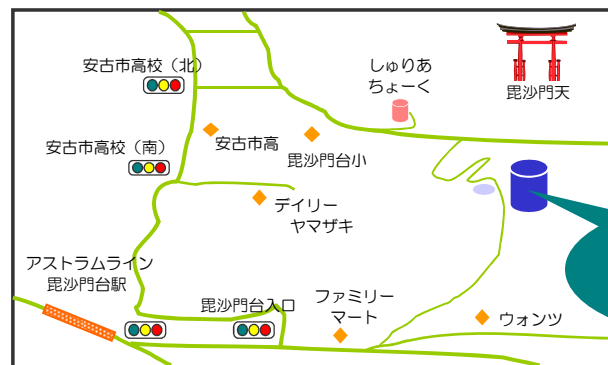 安古市高校（北）
しゅりあ
ちょーく
毘沙門天
安古市高校（南）
安古市高
毘沙門台小
デイリー
ヤマザキ
アストラムライン
毘沙門台駅
毘沙門台入口
ファミリー
マート
ウォンツ